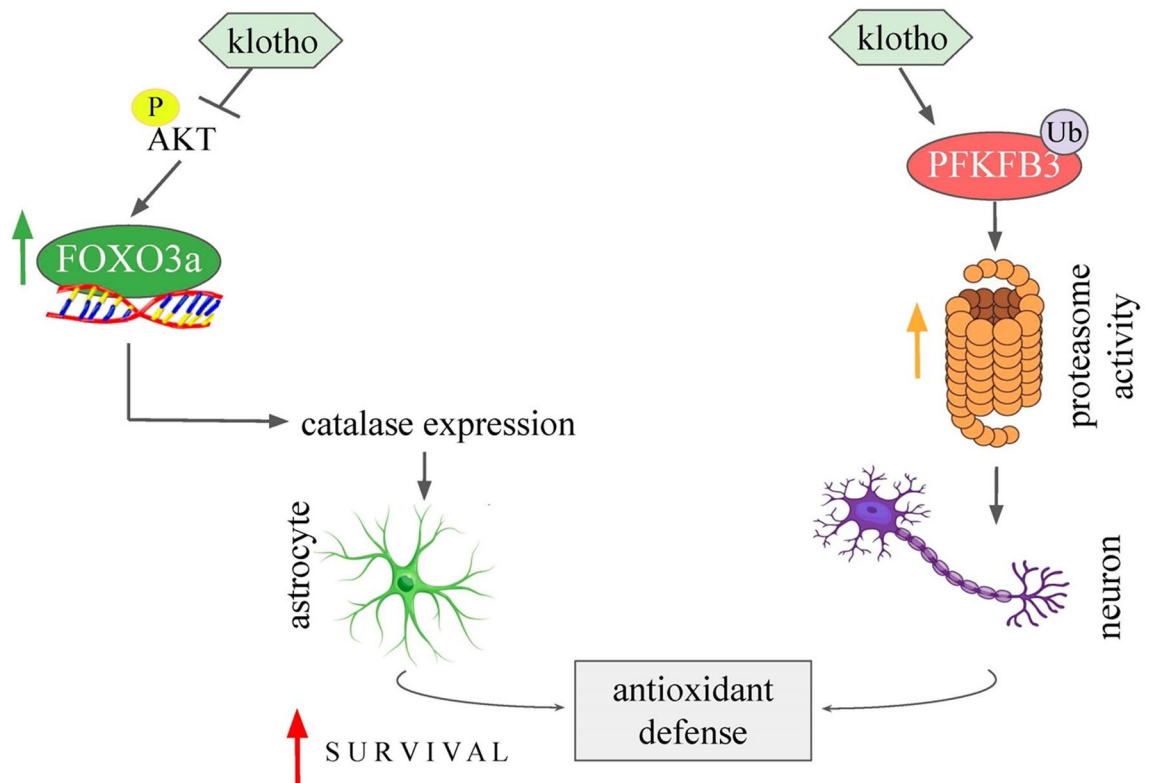 klotho
P
AKT
FOXO3a
catalase expression
astrocyte
klotho
Ub
PFKFB3
proteasome
activity
neuron
antioxidant
defense
SURVIVAL